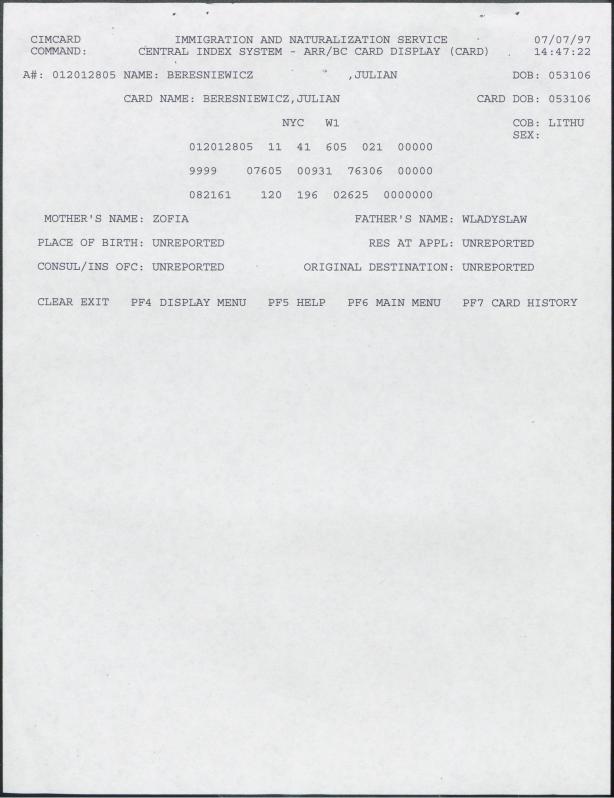 CIMCARD IMMIGRATION AND NATURALIZATION SERVICE 07/07/97
COMMAND: CENTRAL INDEX SYSTEM - ARR/BC CARD DISPLAY (CARD) 14:47:22
A#: 012012805 NAME: BERESNIEWICZ ,JULIAN DOB: 053106
CARD NAME: BERESNIEWICZ,JULIAN CARD DOB: 053106
NYC W1 COB: LITHU
SEX:
012012805 11 41 605 021 00000
9999 07605 00931 76306 00000
082161 120 196 02625 0000000
MOTHER'S NAME: ZOFIA FATHER'S NAME: WLADYSLAW
PLACE OF BIRTH: UNREPORTED RES AT APPL: UNREPORTED
CONSUL/INS OFC: UNREPORTED ORIGINAL DESTINATION: UNREPORTED
CLEAR EXIT PF4 DISPLAY MENU PF5 HELP PF6 MAIN MENU PF7 CARD HISTORY